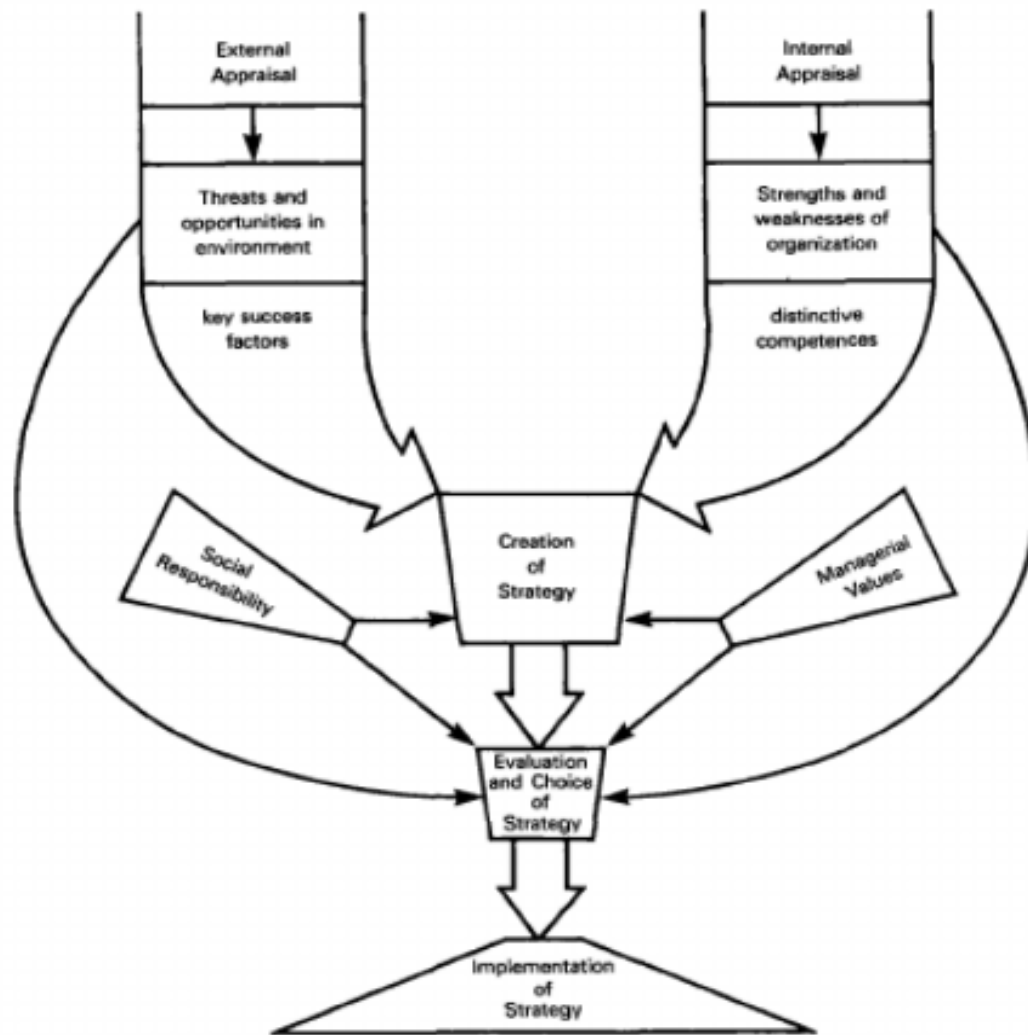 External
Appraisal
Internal
Appraisal
Threats and
opportunities in
environment
Strengths and
weaknesses of
organization
key success
factors
distinctive
competences
Creation
of
Strategy
Social
Responsibility
Managerial
Values
Evaluation
and Choice
of
Strategy
Implementation
of
Strategy